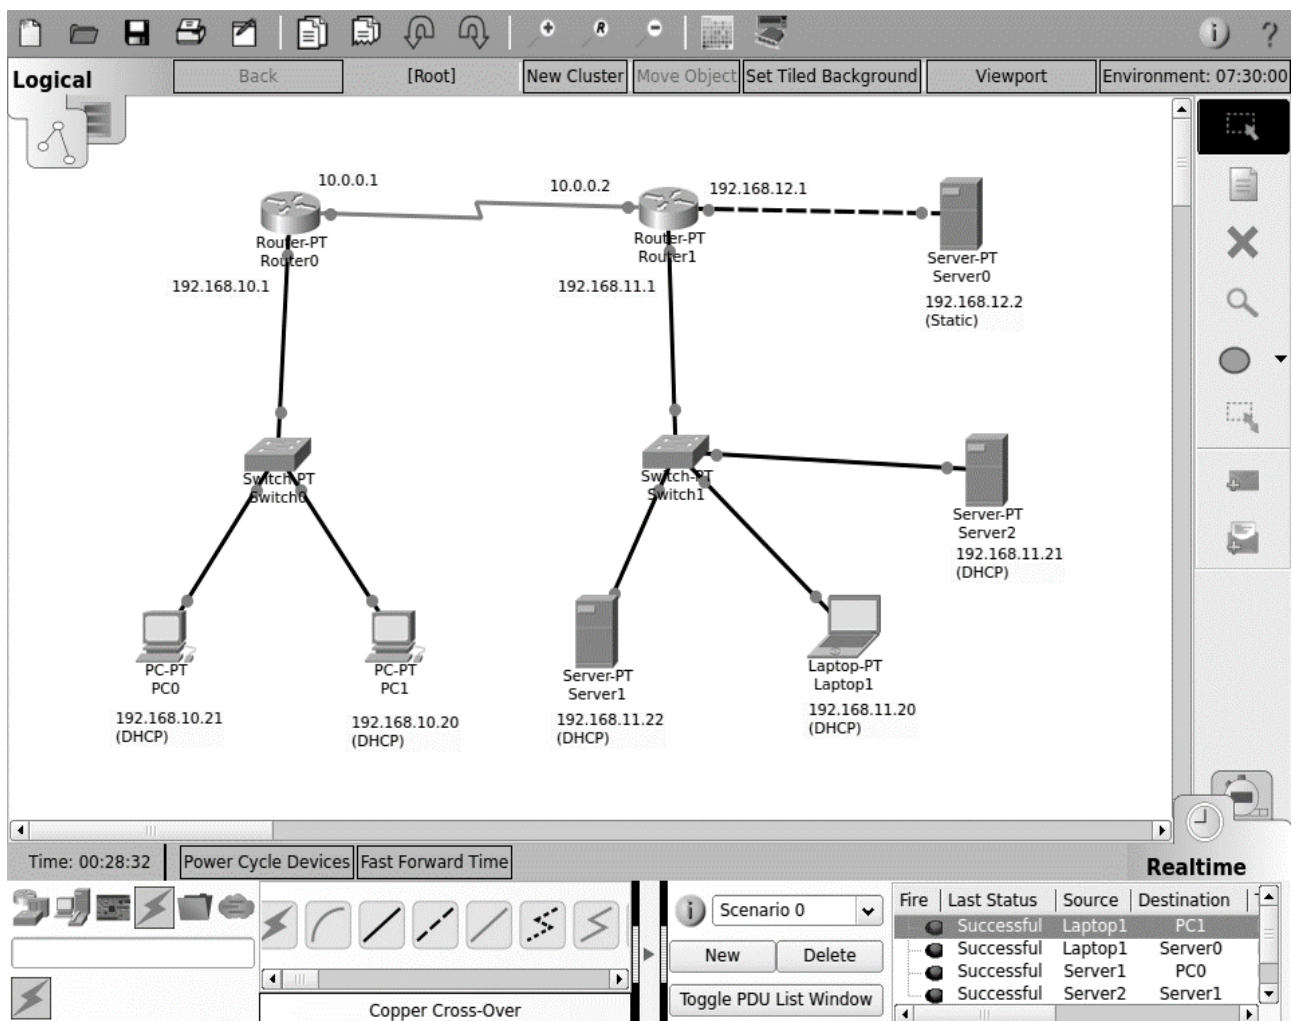 Logical
Back
[Root]
New Cluster
Move Object
Set Tiled Background
Viewport
Environment: 07:30:00
10.0.0.1
10.0.0.2
192.168.12.1
Router-PT
Router0
Router-PT
Router1
Server-PT
Server0
192.168.10.1
192.168.11.1
192.168.12.2
(Static)
Switch-PT
Switch0
Switch-PT
Switch1
Server-PT
Server2
192.168.11.21
(DHCP)
PC-PT
PC0
PC-PT
PC1
Server-PT
Server1
Laptop-PT
Laptop1
192.168.10.21
(DHCP)
192.168.10.20
(DHCP)
192.168.11.22
(DHCP)
192.168.11.20
(DHCP)
Time: 00:28:32
Power Cycle Devices
Fast Forward Time
Realtime
Scenario 0
New
Delete
Toggle PDU List Window
Copper Cross-Over
Fire Last Status Source Destination
Successful Laptop1 PC1
Successful Laptop1 Server0
Successful Server1 PC0
Successful Server2 Server1